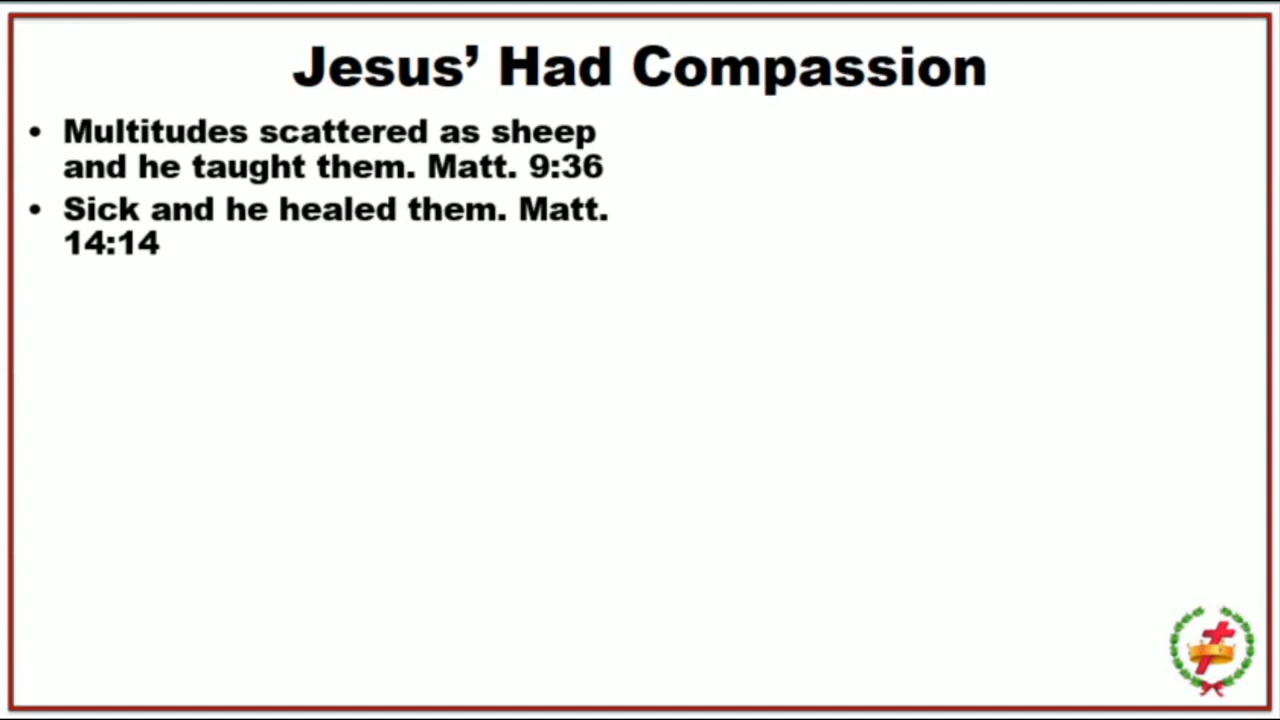 Jesus’ Had Compassion
• Multitudes scattered as sheep
and he taught them. Matt. 9:36
• Sick and he healed them. Matt.
14:14